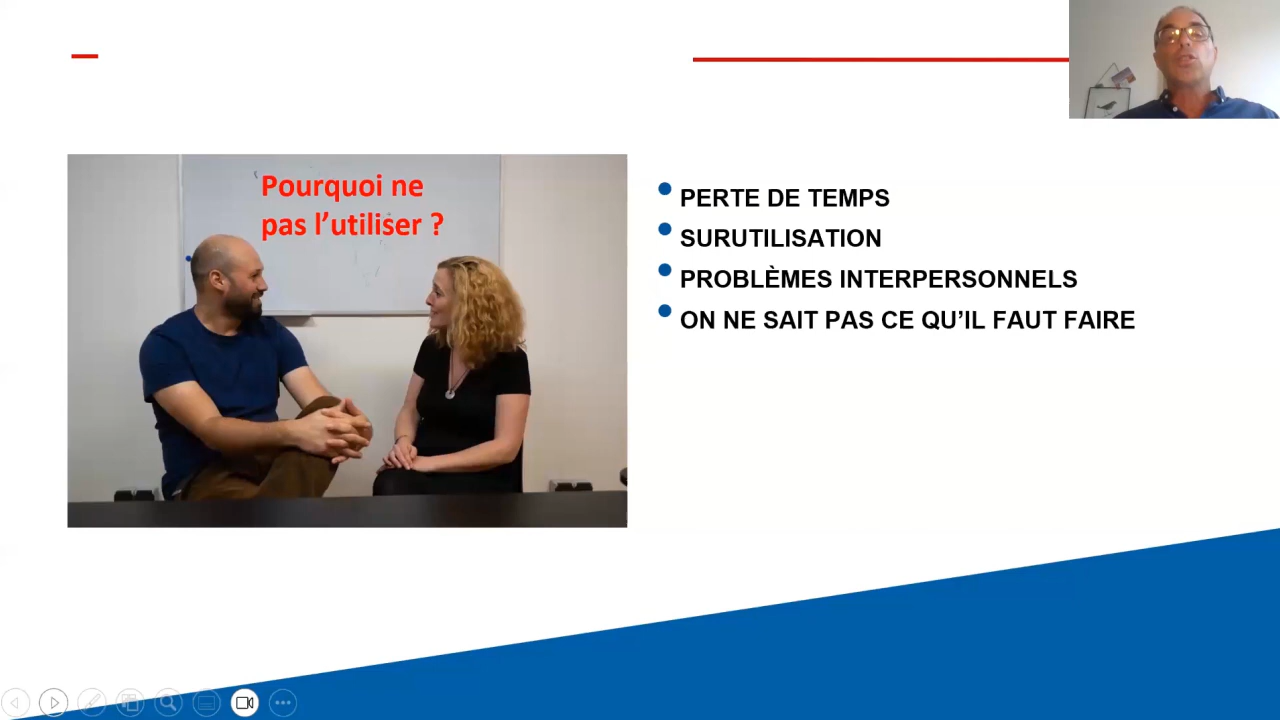 Pourquoi ne
pas l’utiliser ?
PERTE DE TEMPS
SURUTILISATION
PROBLÈMES INTERPERSONNELS
ON NE SAIT PAS CE QU’IL FAUT FAIRE